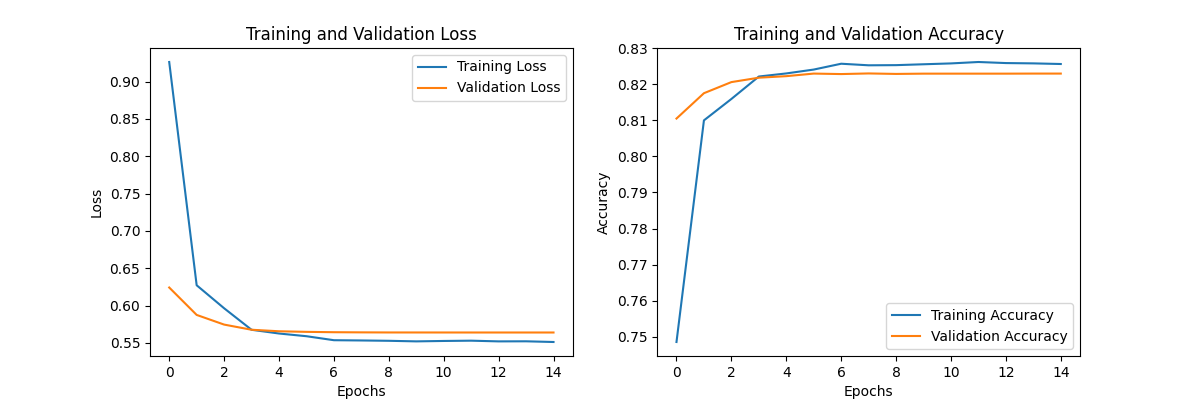 Training and Validation Loss
Training Loss
Validation Loss
0.90
0.85
0.80
0.75
0.70
0.65
0.60
0.55
Loss
0 2 4 6 8 10 12 14
Epochs
Training and Validation Accuracy
0.83
0.82
0.81
0.80
0.79
0.78
0.77
0.76
0.75
Accuracy
Training Accuracy
Validation Accuracy
0 2 4 6 8 10 12 14
Epochs